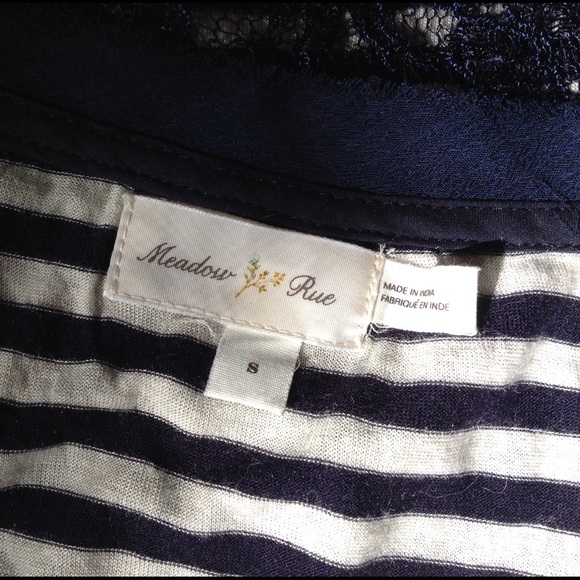 Meadow Rue
MADE IN INDIA
FABRIQUÉ EN INDE
S